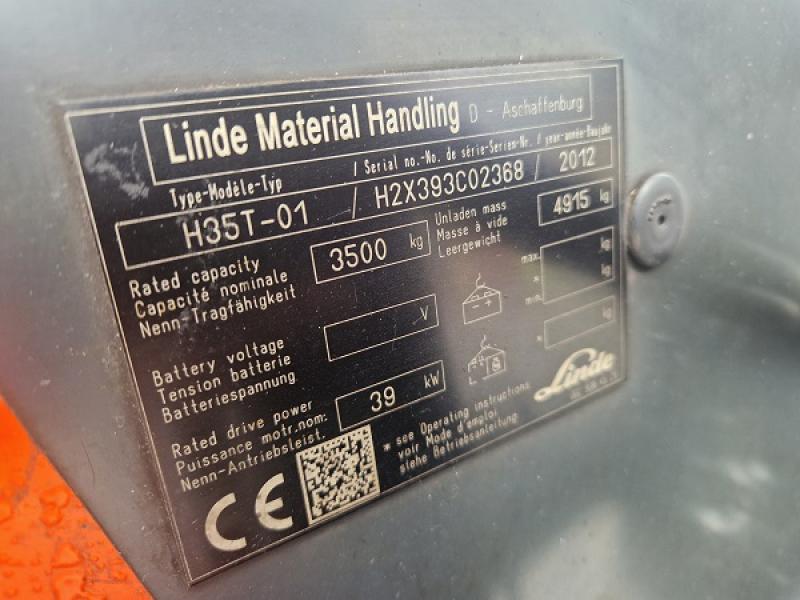 Linde Material Handling D - Aschaffenburg
Type-Modèle-Typ / Serial no.-No. de série-Serien-Nr. / year-année-Baujahr
H35T-01 / H2X393C02368 / 2012
Rated capacity
Capacité nominale
Nenn-Tragfähigkeit
3500 kg
Unladen mass
Masse à vide
Leergewicht
4915 kg
Battery voltage
Tension batterie
Batteriespannung
V
max. kg
*
min. kg
* kg
Rated drive power
Puissance motr.nom:
Nenn-Antriebsleist.
39 kW
* see Operating instructions
voir Mode d'emploi
siehe Betriebsanleitung
Linde
CE